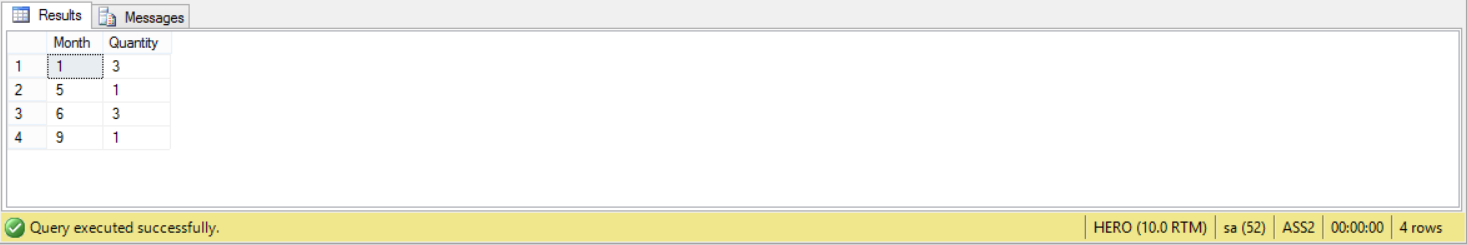 Results Messages
Month Quantity
1 1 3
2 5 1
3 6 3
4 9 1
Query executed successfully. HERO (10.0 RTM) sa (52) ASS2 00:00:00 4 rows